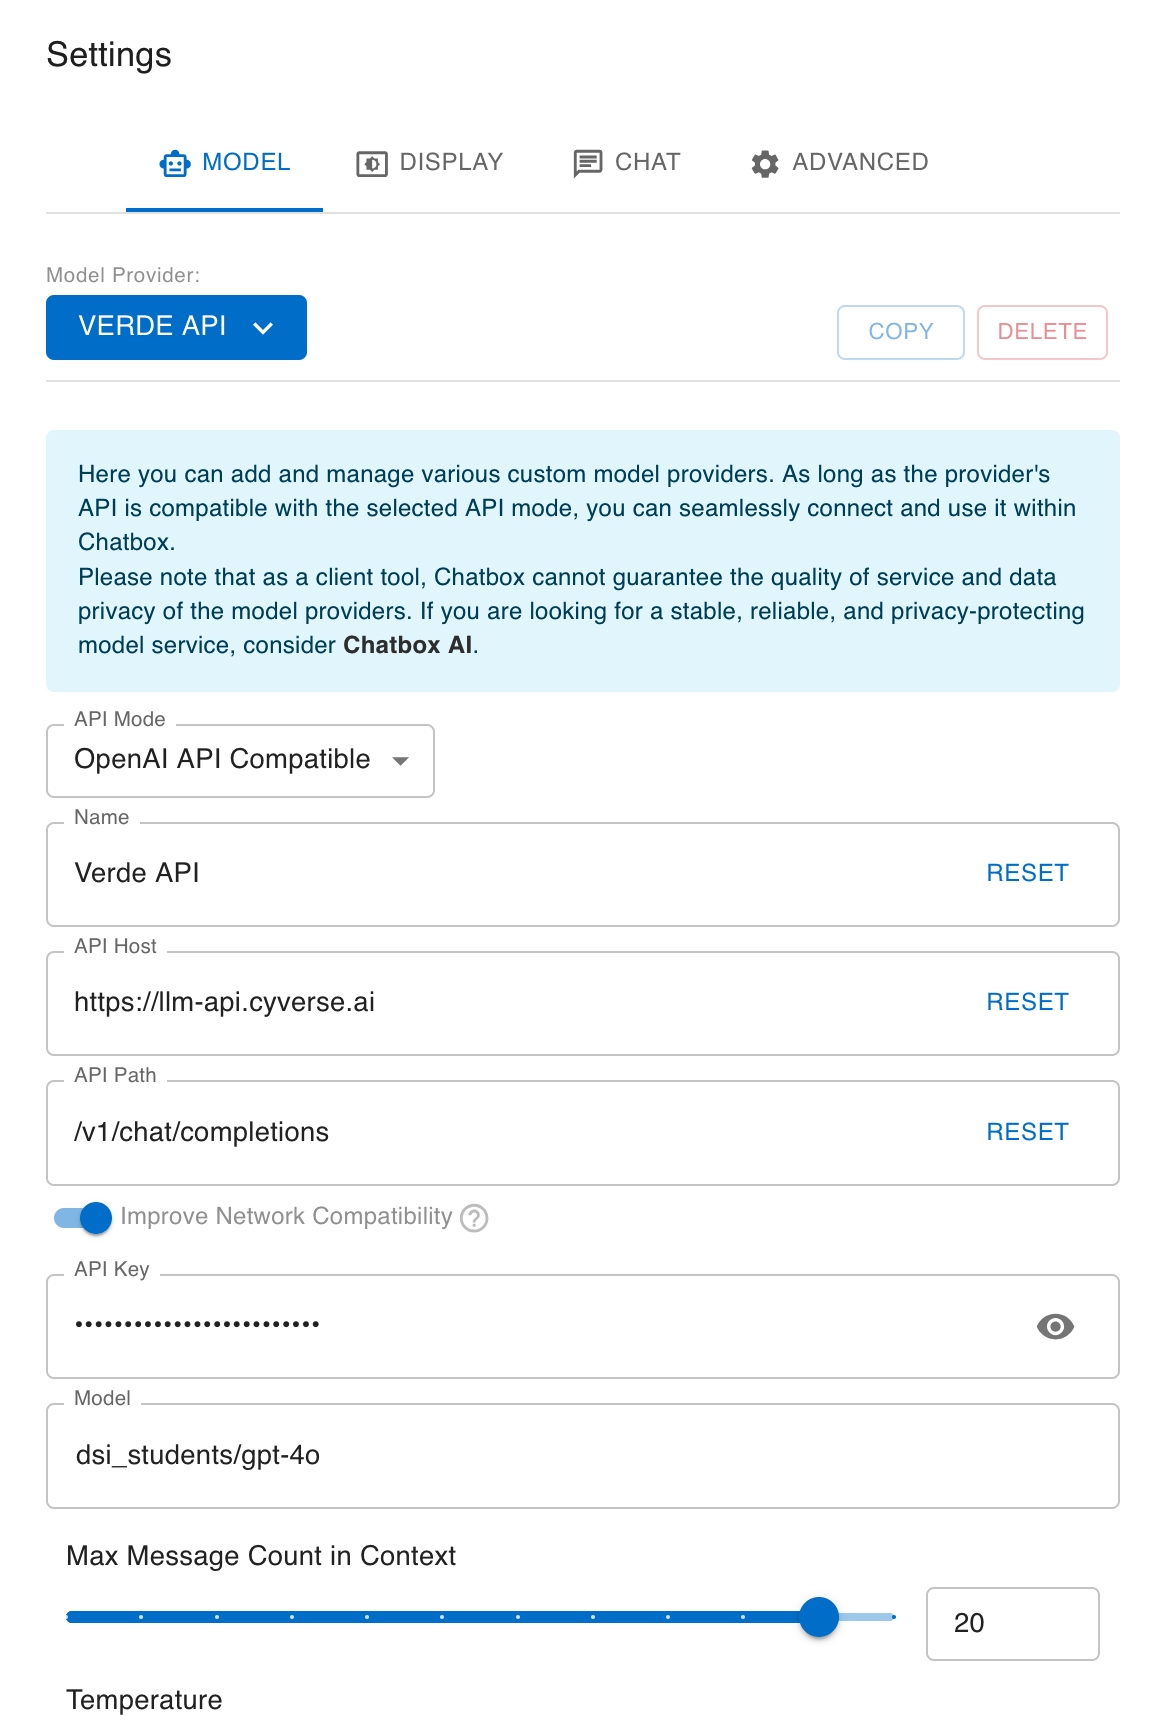 Settings
MODEL
DISPLAY
CHAT
ADVANCED
Model Provider:
VERDE API
COPY
DELETE
Here you can add and manage various custom model providers. As long as the provider's
API is compatible with the selected API mode, you can seamlessly connect and use it within
Chatbox.
Please note that as a client tool, Chatbox cannot guarantee the quality of service and data
privacy of the model providers. If you are looking for a stable, reliable, and privacy-protecting
model service, consider Chatbox AI.
API Mode
OpenAI API Compatible
Name
Verde API
RESET
API Host
https://llm-api.cyverse.ai
RESET
API Path
/v1/chat/completions
RESET
Improve Network Compatibility ?
API Key
•••••••••••••••••••••••••
Model
dsi_students/gpt-4o
Max Message Count in Context
20
Temperature